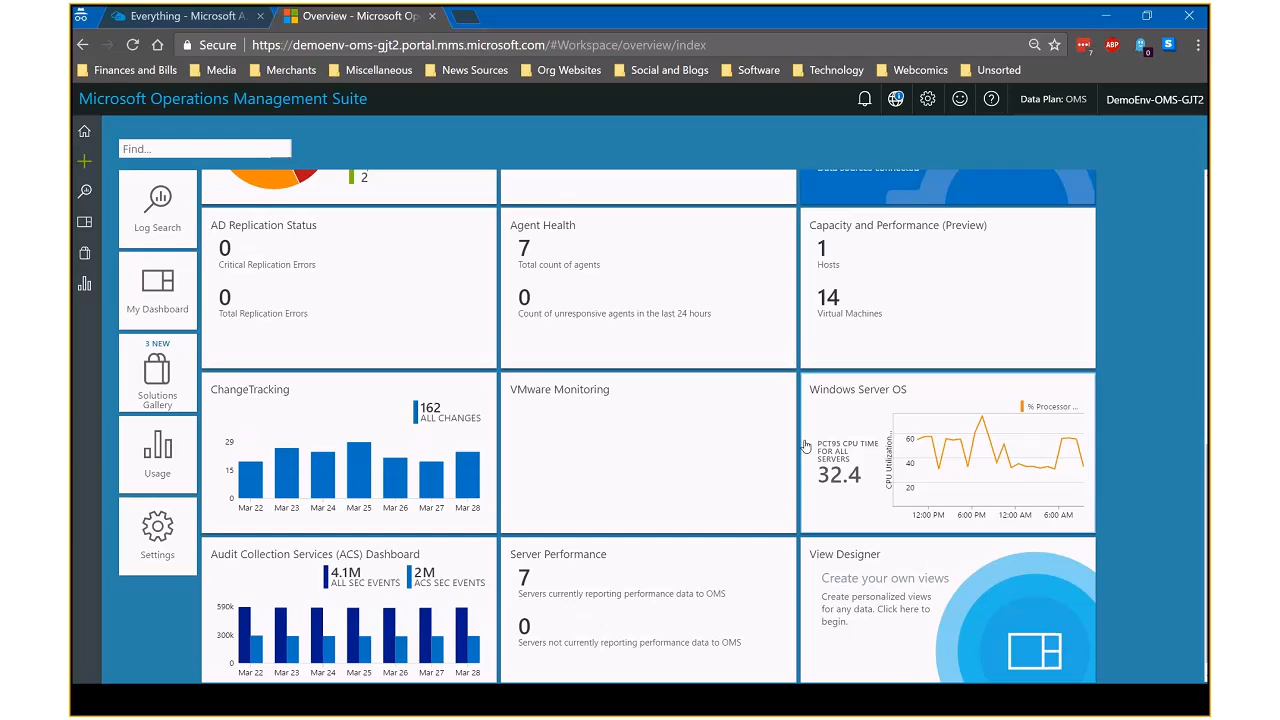 Everything - Microsoft A
Overview - Microsoft Op
Secure
https://demoenv-oms-gjt2.portal.mms.microsoft.com/#Workspace/overview/index
7
ABP
0
S
Finances and Bills
Media
Merchants
Miscellaneous
News Sources
Org Websites
Social and Blogs
Software
Technology
Webcomics
Unsorted
Microsoft Operations Management Suite
Data Plan: OMS
DemoEnv-OMS-GJT2
Find...
Log Search
My Dashboard
3 NEW
Solutions
Gallery
Usage
Settings
2
Data sources connected
AD Replication Status
0
Critical Replication Errors
0
Total Replication Errors
Agent Health
7
Total count of agents
0
Count of unresponsive agents in the last 24 hours
Capacity and Performance (Preview)
1
Hosts
14
Virtual Machines
ChangeTracking
162
ALL CHANGES
29
15
0
Mar 22 Mar 23 Mar 24 Mar 25 Mar 26 Mar 27 Mar 28
VMware Monitoring
Windows Server OS
% Processor ...
PCT95 CPU TIME
FOR ALL
SERVERS
32.4
CPU Utilization...
60
40
20
12:00 PM 6:00 PM 12:00 AM 6:00 AM
Audit Collection Services (ACS) Dashboard
4.1M
ALL SEC EVENTS
2M
ACS SEC EVENTS
590k
300k
0
Mar 22 Mar 23 Mar 24 Mar 25 Mar 26 Mar 27 Mar 28
Server Performance
7
Servers currently reporting performance data to OMS
0
Servers not currently reporting performance data to OMS
View Designer
Create your own views
Create personalized views
for any data. Click here to
begin.